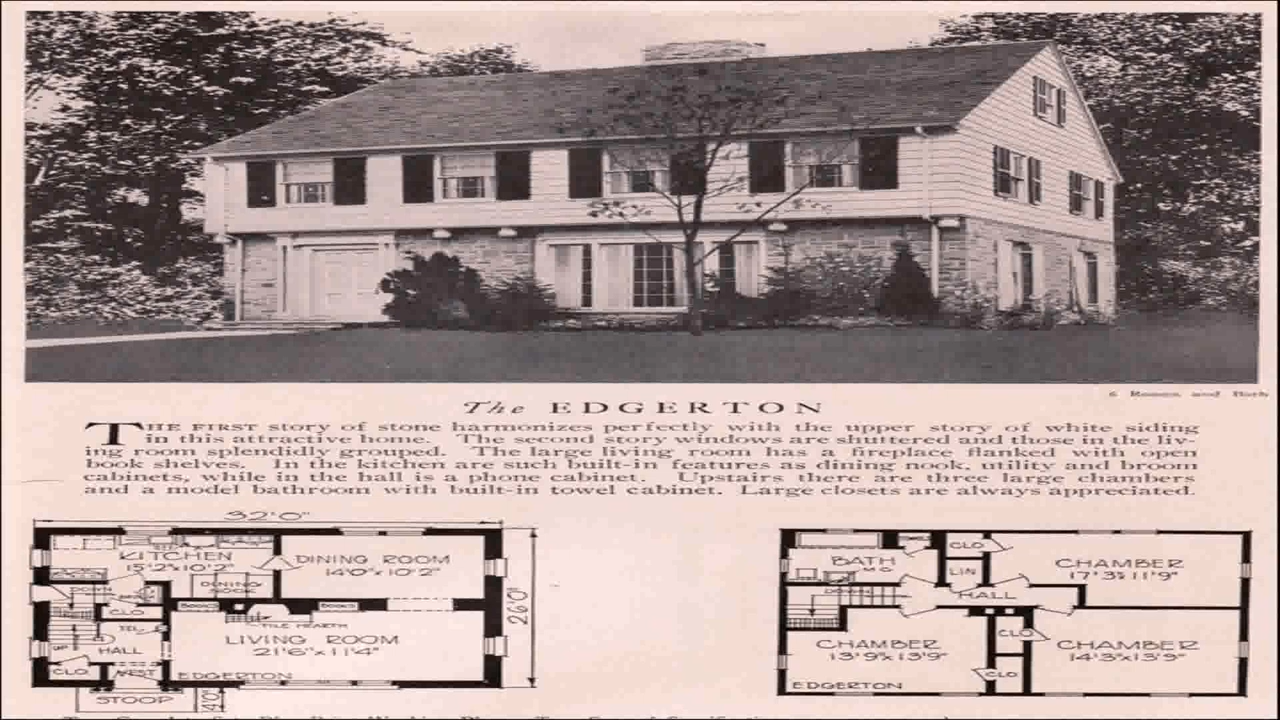 6 Rooms and Bath
The EDGERTON
THE FIRST story of stone harmonizes perfectly with the upper story of white siding
in this attractive home. The second story windows are shuttered and those in the liv-
ing room splendidly grouped. The large living room has a fireplace flanked with open
book shelves. In the kitchen are such built-in features as dining nook, utility and broom
cabinets, while in the hall is a phone cabinet. Upstairs there are three large chambers
and a model bathroom with built-in towel cabinet. Large closets are always appreciated.
32'0"
KITCHEN
15'2"x10'2"
DINING ROOM
14'0"x10'2"
DINING
DOWN
CLO
BOOKS
BOOKS
TILE HEARTH
TEL.
LIVING ROOM
21'6"x11'4"
UP
HALL
CLO
VEST
EDGERTON
STOOP
4'0"
26'0"
BATH
M.C.
CLO
LIN
CHAMBER
17'3"x11'9"
DOWN
HALL
CHAMBER
13'9"x13'9"
CLO
CLO
CHAMBER
14'3"x13'9"
EDGERTON